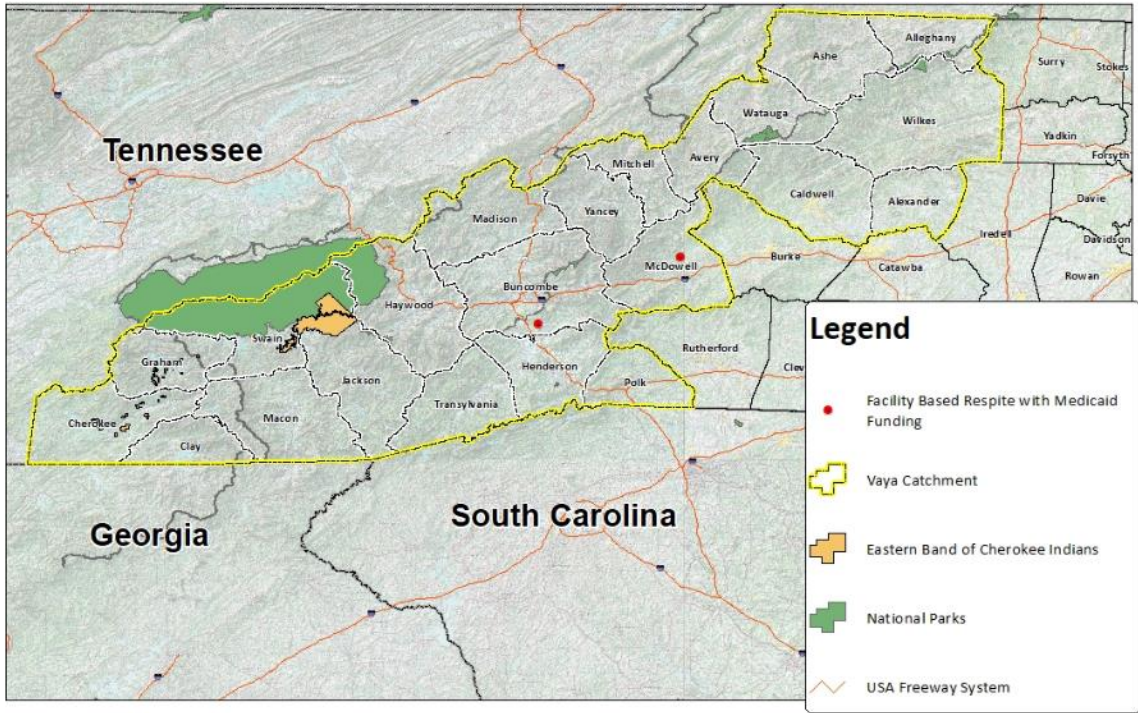 Alleghany
Ashe
Surry
Stokes
Watauga
Wilkes
Yadkin
Tennessee
Mitchell
Avery
Forsyth
Caldwell
Alexander
Davie
Madison
Yancey
Iredell
Davidson
McDowell
Burke
Catawba
Rowan
Buncombe
Haywood
Swain
Rutherford
Graham
Henderson
Clev
Jackson
Polk
Transylvania
Cherokee
Macon
Clay
Georgia
South Carolina
Legend
Facility Based Respite with Medicaid
Funding
Vaya Catchment
Eastern Band of Cherokee Indians
National Parks
USA Freeway System